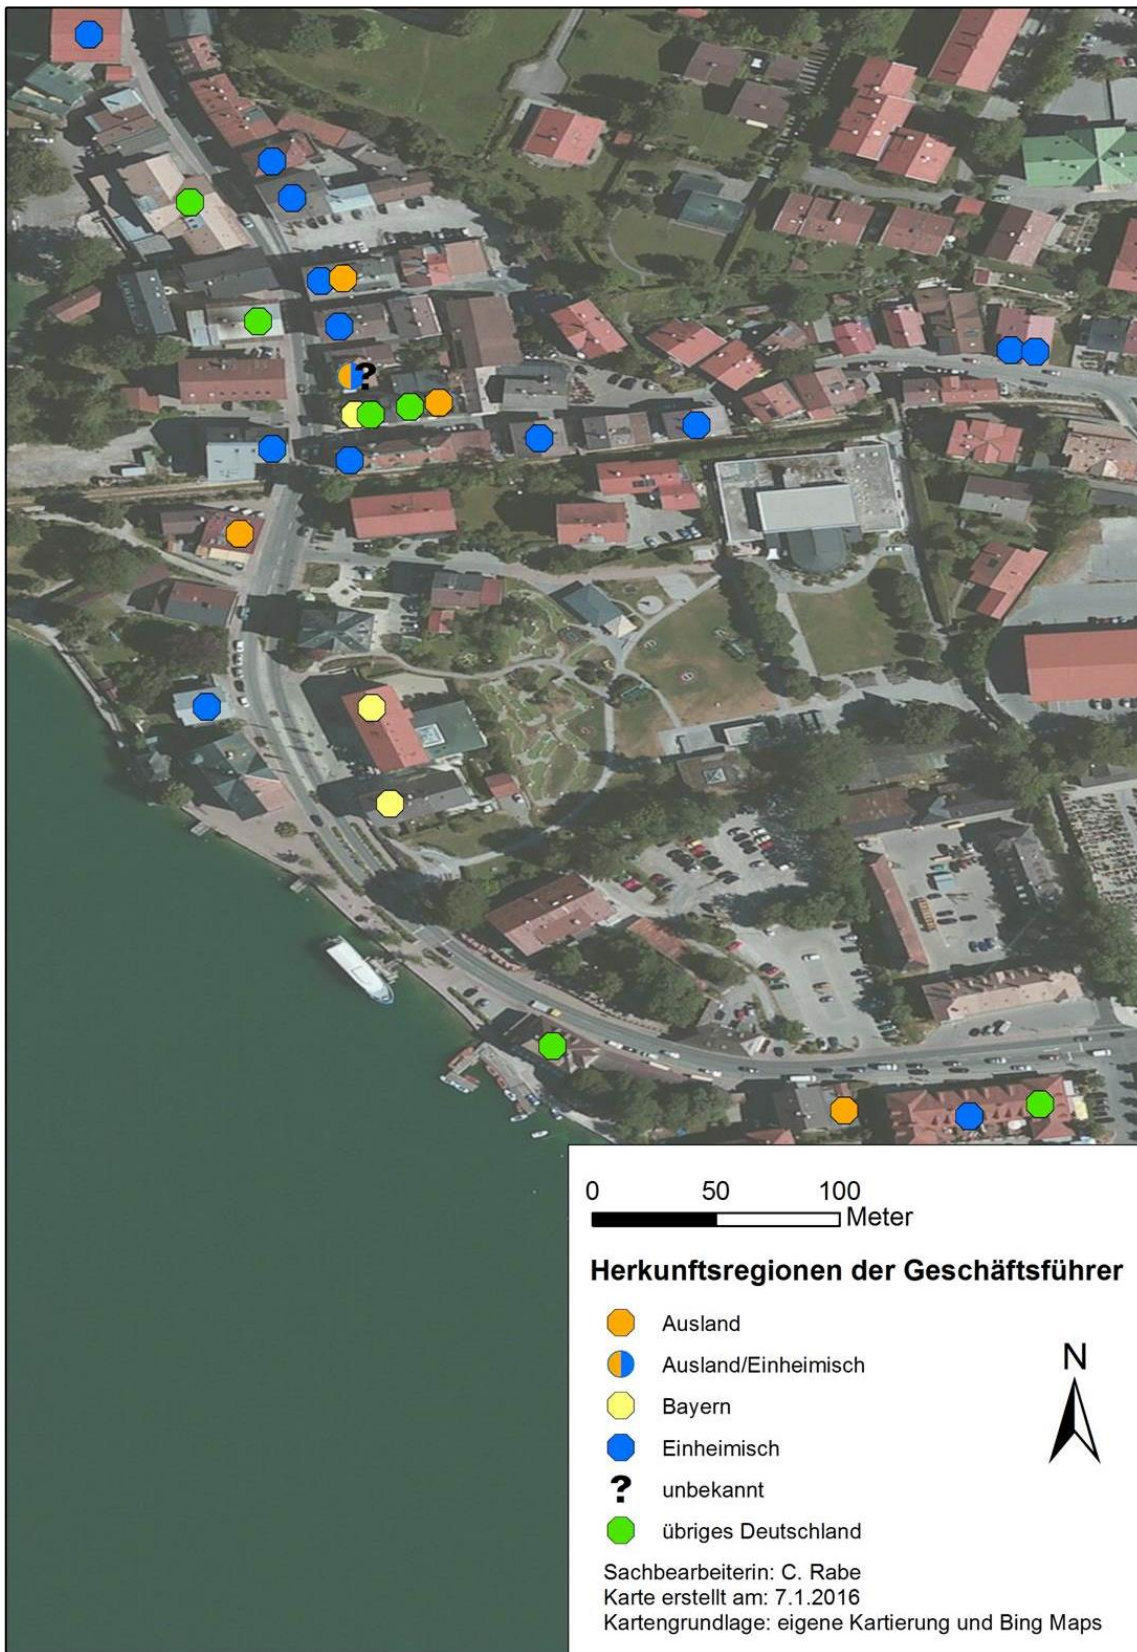 0 50 100
Meter
Herkunftsregionen der Geschäftsführer
Ausland
Ausland/Einheimisch
Bayern
Einheimisch
? unbekannt
übriges Deutschland
N
Sachbearbeiterin: C. Rabe
Karte erstellt am: 7.1.2016
Kartengrundlage: eigene Kartierung und Bing Maps